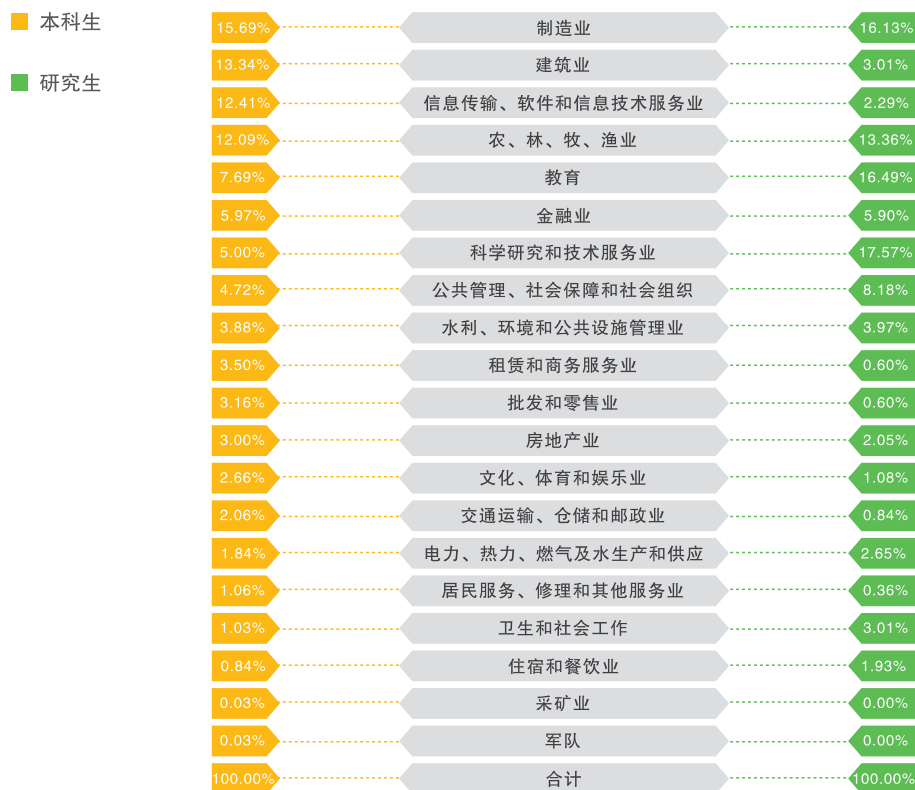 本科生
研究生
15.69% 制造业 16.13%
13.34% 建筑业 3.01%
12.41% 信息传输、软件和信息技术服务业 2.29%
12.09% 农、林、牧、渔业 13.36%
7.69% 教育 16.49%
5.97% 金融业 5.90%
5.00% 科学研究和技术服务业 17.57%
4.72% 公共管理、社会保障和社会组织 8.18%
3.88% 水利、环境和公共设施管理业 3.97%
3.50% 租赁和商务服务业 0.60%
3.16% 批发和零售业 0.60%
3.00% 房地产业 2.05%
2.66% 文化、体育和娱乐业 1.08%
2.06% 交通运输、仓储和邮政业 0.84%
1.84% 电力、热力、燃气及水生产和供应 2.65%
1.06% 居民服务、修理和其他服务业 0.36%
1.03% 卫生和社会工作 3.01%
0.84% 住宿和餐饮业 1.93%
0.03% 采矿业 0.00%
0.03% 军队 0.00%
100.00% 合计 100.00%